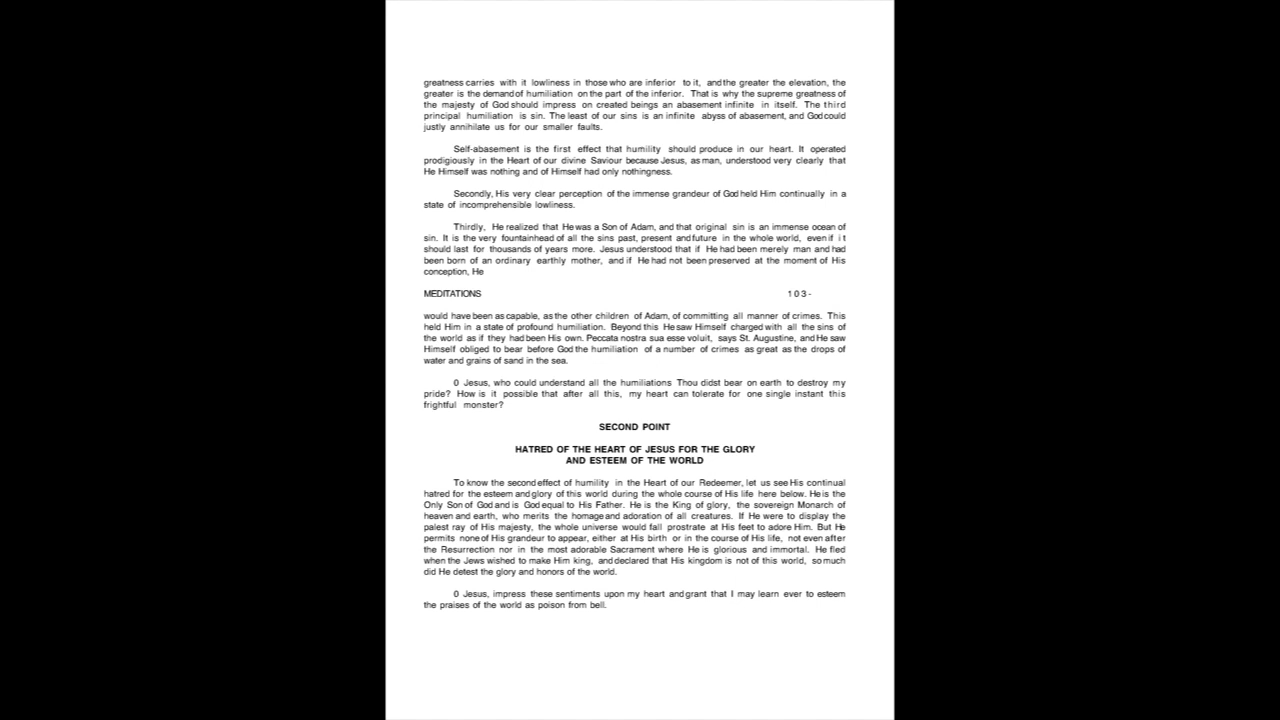 greatness carries with it lowliness in those who are inferior to it, and the greater the elevation, the
greater is the demand of humiliation on the part of the inferior. That is why the supreme greatness of
the majesty of God should impress on created beings an abasement infinite in itself. The third
principal humiliation is sin. The least of our sins is an infinite abyss of abasement, and God could
justly annihilate us for our smaller faults.
Self-abasement is the first effect that humility should produce in our heart. It operated
prodigiously in the Heart of our divine Saviour because Jesus, as man, understood very clearly that
He Himself was nothing and of Himself had only nothingness.
Secondly, His very clear perception of the immense grandeur of God held Him continually in a
state of incomprehensible lowliness.
Thirdly, He realized that He was a Son of Adam, and that original sin is an immense ocean of
sin. It is the very fountainhead of all the sins past, present and future in the whole world, even if it
should last for thousands of years more. Jesus understood that if He had been merely man and had
been born of an ordinary earthly mother, and if He had not been preserved at the moment of His
conception, He
MEDITATIONS 103-
would have been as capable, as the other children of Adam, of committing all manner of crimes. This
held Him in a state of profound humiliation. Beyond this He saw Himself charged with all the sins of
the world as if they had been His own. Peccata nostra sua esse voluit, says St. Augustine, and He saw
Himself obliged to bear before God the humiliation of a number of crimes as great as the drops of
water and grains of sand in the sea.
0 Jesus, who could understand all the humiliations Thou didst bear on earth to destroy my
pride? How is it possible that after all this, my heart can tolerate for one single instant this
frightful monster?
SECOND POINT
HATRED OF THE HEART OF JESUS FOR THE GLORY
AND ESTEEM OF THE WORLD
To know the second effect of humility in the Heart of our Redeemer, let us see His continual
hatred for the esteem and glory of this world during the whole course of His life here below. He is the
Only Son of God and is God equal to His Father. He is the King of glory, the sovereign Monarch of
heaven and earth, who merits the homage and adoration of all creatures. If He were to display the
palest ray of His majesty, the whole universe would fall prostrate at His feet to adore Him. But He
permits none of His grandeur to appear, either at His birth or in the course of His life, not even after
the Resurrection nor in the most adorable Sacrament where He is glorious and immortal. He fled
when the Jews wished to make Him king, and declared that His kingdom is not of this world, so much
did He detest the glory and honors of the world.
0 Jesus, impress these sentiments upon my heart and grant that I may learn ever to esteem
the praises of the world as poison from bell.